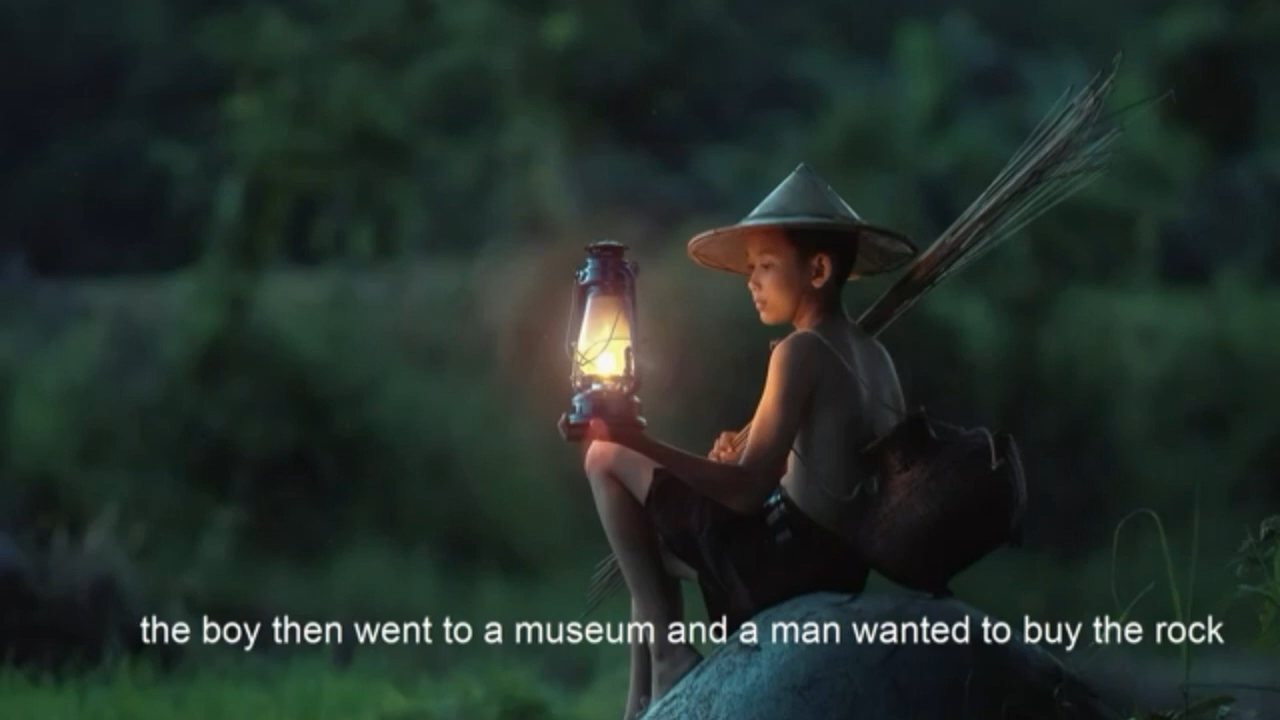 the boy then went to a museum and a man wanted to buy the rock